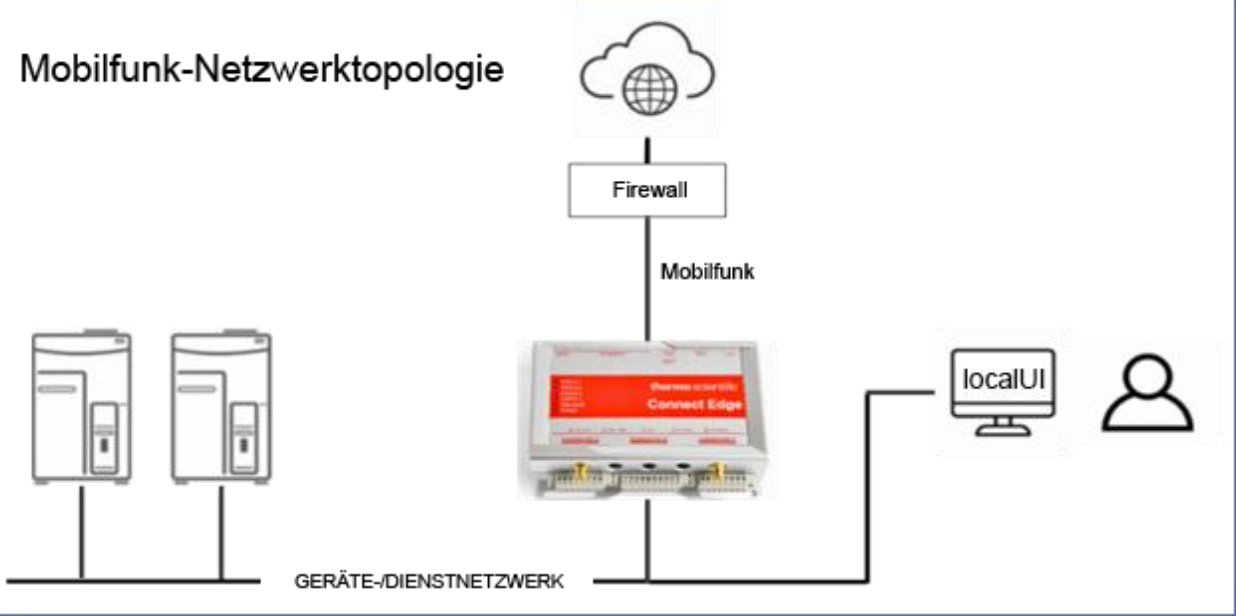 Mobilfunk-Netzwerktopologie
Firewall
Mobilfunk
thermo scientific
Connect Edge
localUI
GERÄTE-/DIENSTNETZWERK